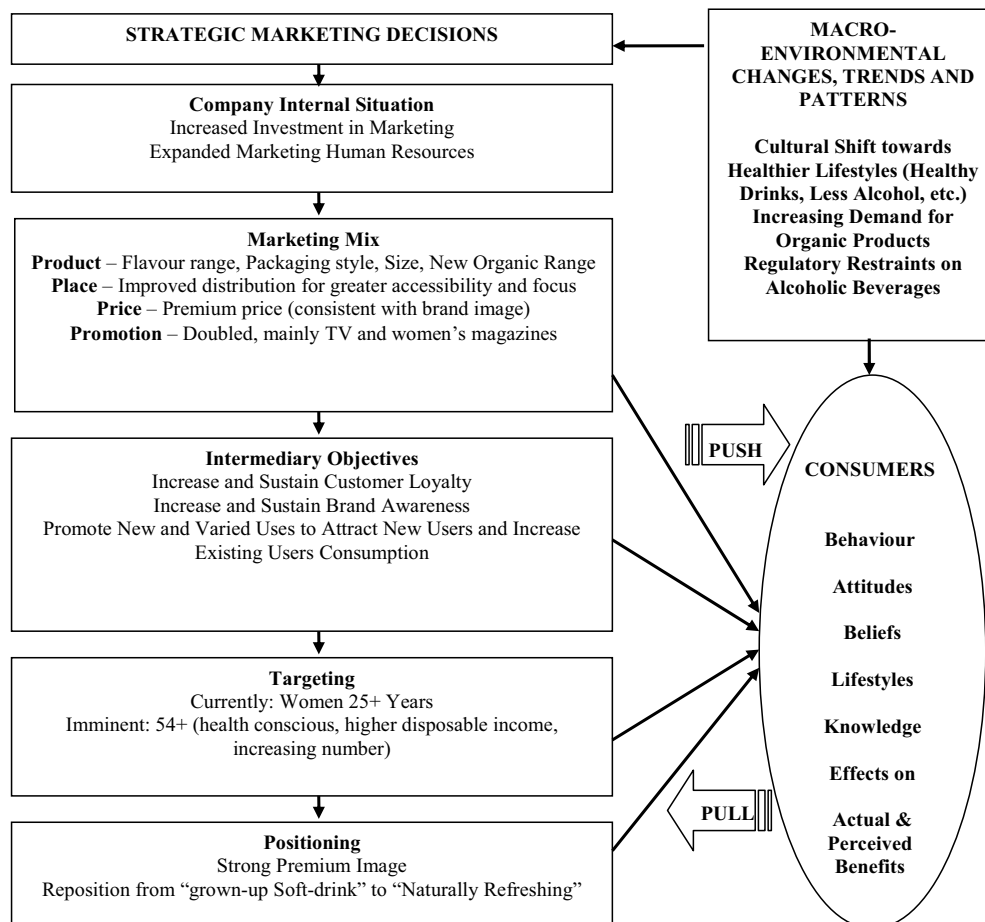 STRATEGIC MARKETING DECISIONS
Company Internal Situation
Increased Investment in Marketing
Expanded Marketing Human Resources
Marketing Mix
Product – Flavour range, Packaging style, Size, New Organic Range
Place – Improved distribution for greater accessibility and focus
Price – Premium price (consistent with brand image)
Promotion – Doubled, mainly TV and women’s magazines
Intermediary Objectives
Increase and Sustain Customer Loyalty
Increase and Sustain Brand Awareness
Promote New and Varied Uses to Attract New Users and Increase
Existing Users Consumption
Targeting
Currently: Women 25+ Years
Imminent: 54+ (health conscious, higher disposable income,
increasing number)
Positioning
Strong Premium Image
Reposition from “grown-up Soft-drink” to “Naturally Refreshing”
MACRO-
ENVIRONMENTAL
CHANGES, TRENDS AND
PATTERNS
Cultural Shift towards
Healthier Lifestyles (Healthy
Drinks, Less Alcohol, etc.)
Increasing Demand for
Organic Products
Regulatory Restraints on
Alcoholic Beverages
PUSH
PULL
CONSUMERS
Behaviour
Attitudes
Beliefs
Lifestyles
Knowledge
Effects on
Actual &
Perceived
Benefits